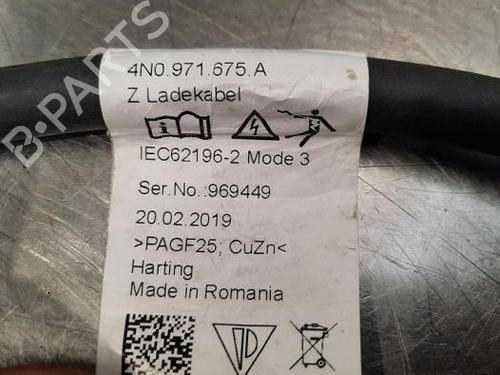 4N0.971.675.A
Z Ladekabel
IEC62196-2 Mode 3
Ser.No.:969449
20.02.2019
>PAGF25; CuZn<
Harting
Made in Romania
B-PARTS